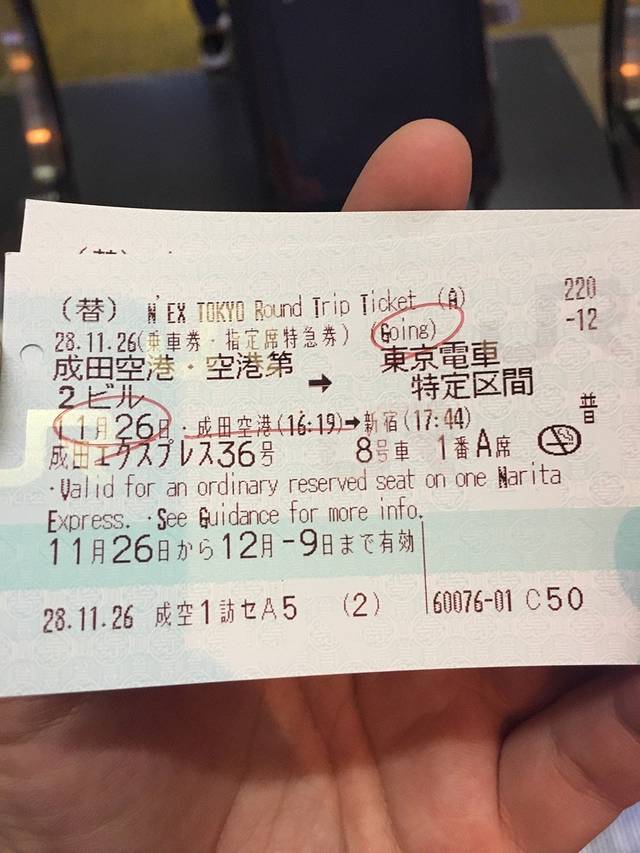 (替) N'EX TOKYO Round Trip Ticket (A) 220
28.11.26(乗車券・指定席特急券) (Going) -12
成田空港・空港第 東京電車
2ビル → 特定区間
11月26日・成田空港(16:19)→新宿(17:44) 普
成田エクスプレス36号 8号車 1番A席
・Valid for an ordinary reserved seat on one Narita
Express. ・See Guidance for more info.
11月26日から12月-9日まで有効
28.11.26 成空1訪セA5 (2) 60076-01 C50